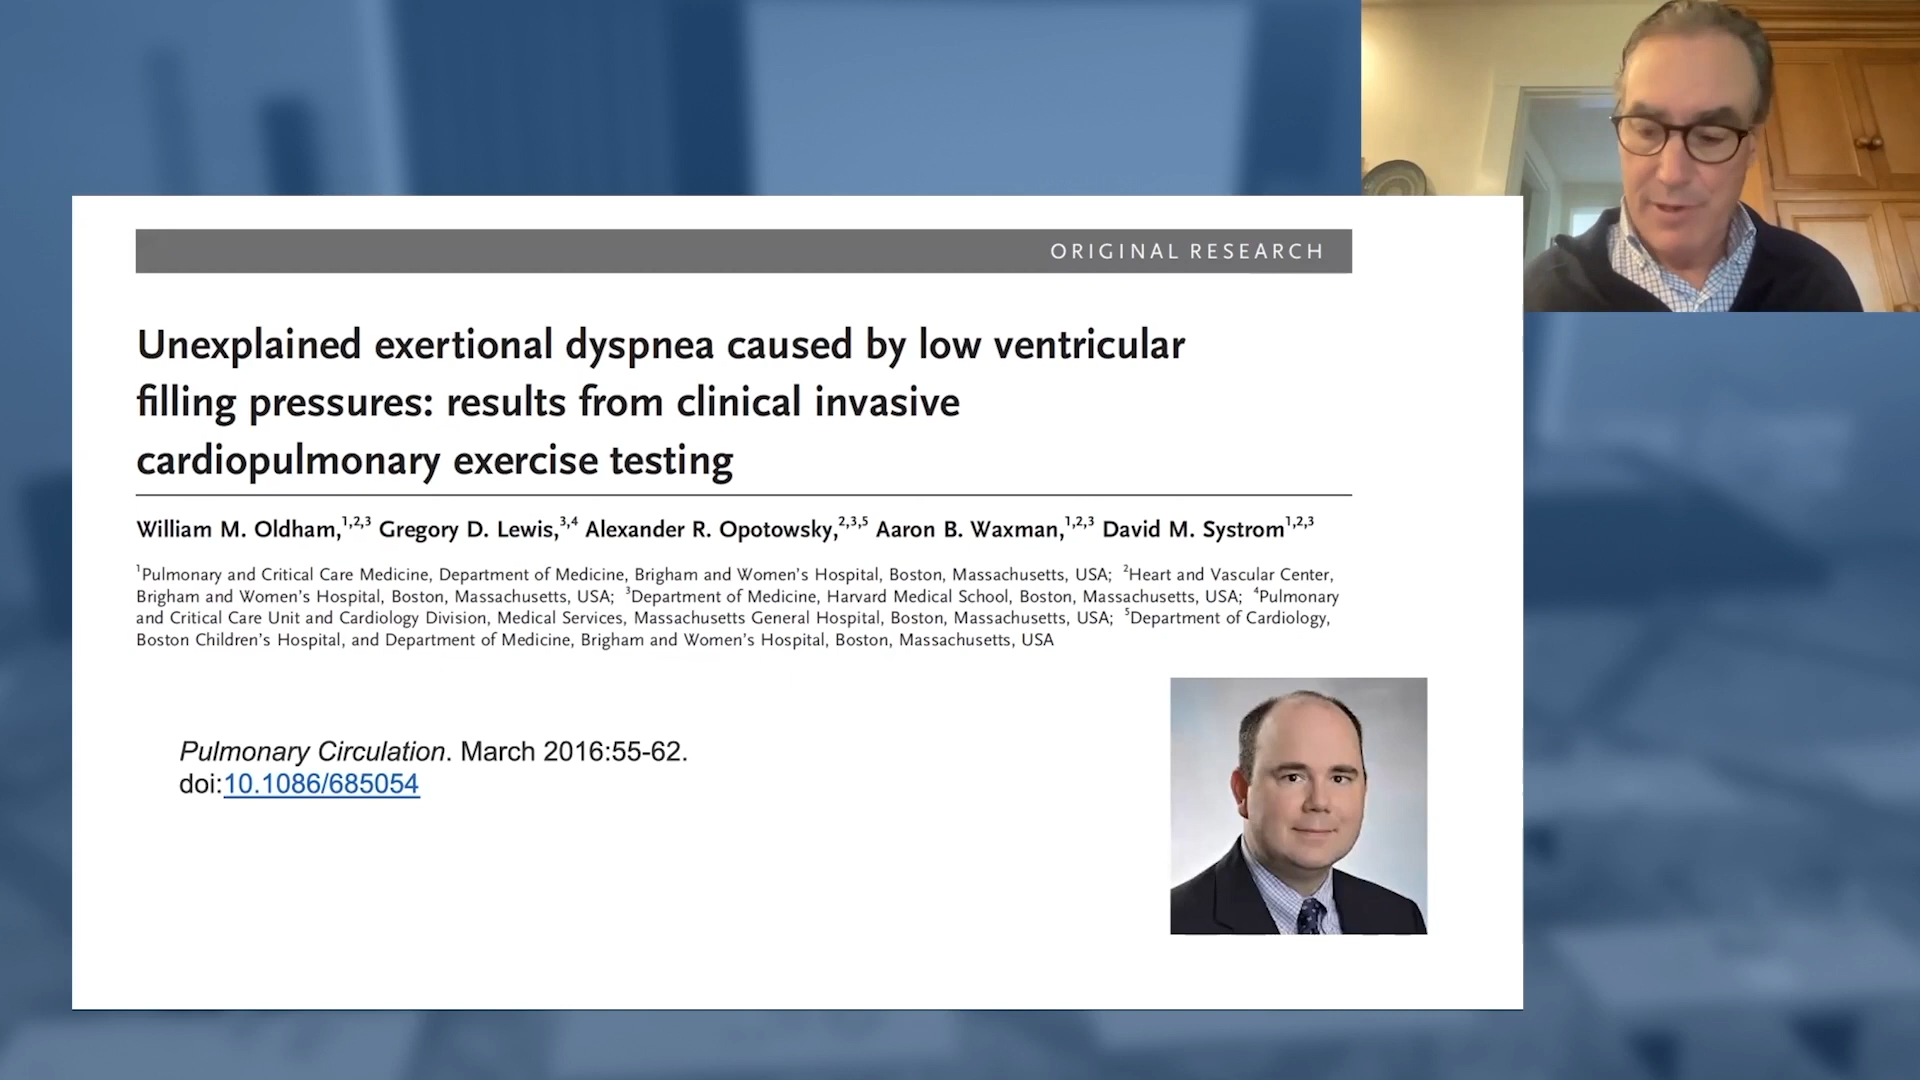 ORIGINAL RESEARCH
Unexplained exertional dyspnea caused by low ventricular
filling pressures: results from clinical invasive
cardiopulmonary exercise testing
William M. Oldham,1,2,3 Gregory D. Lewis,3,4 Alexander R. Opotowsky,2,3,5 Aaron B. Waxman,1,2,3 David M. Systrom1,2,3
1Pulmonary and Critical Care Medicine, Department of Medicine, Brigham and Women's Hospital, Boston, Massachusetts, USA; 2Heart and Vascular Center,
Brigham and Women's Hospital, Boston, Massachusetts, USA; 3Department of Medicine, Harvard Medical School, Boston, Massachusetts, USA; 4Pulmonary
and Critical Care Unit and Cardiology Division, Medical Services, Massachusetts General Hospital, Boston, Massachusetts, USA; 5Department of Cardiology,
Boston Children's Hospital, and Department of Medicine, Brigham and Women's Hospital, Boston, Massachusetts, USA
Pulmonary Circulation. March 2016:55-62.
doi:10.1086/685054